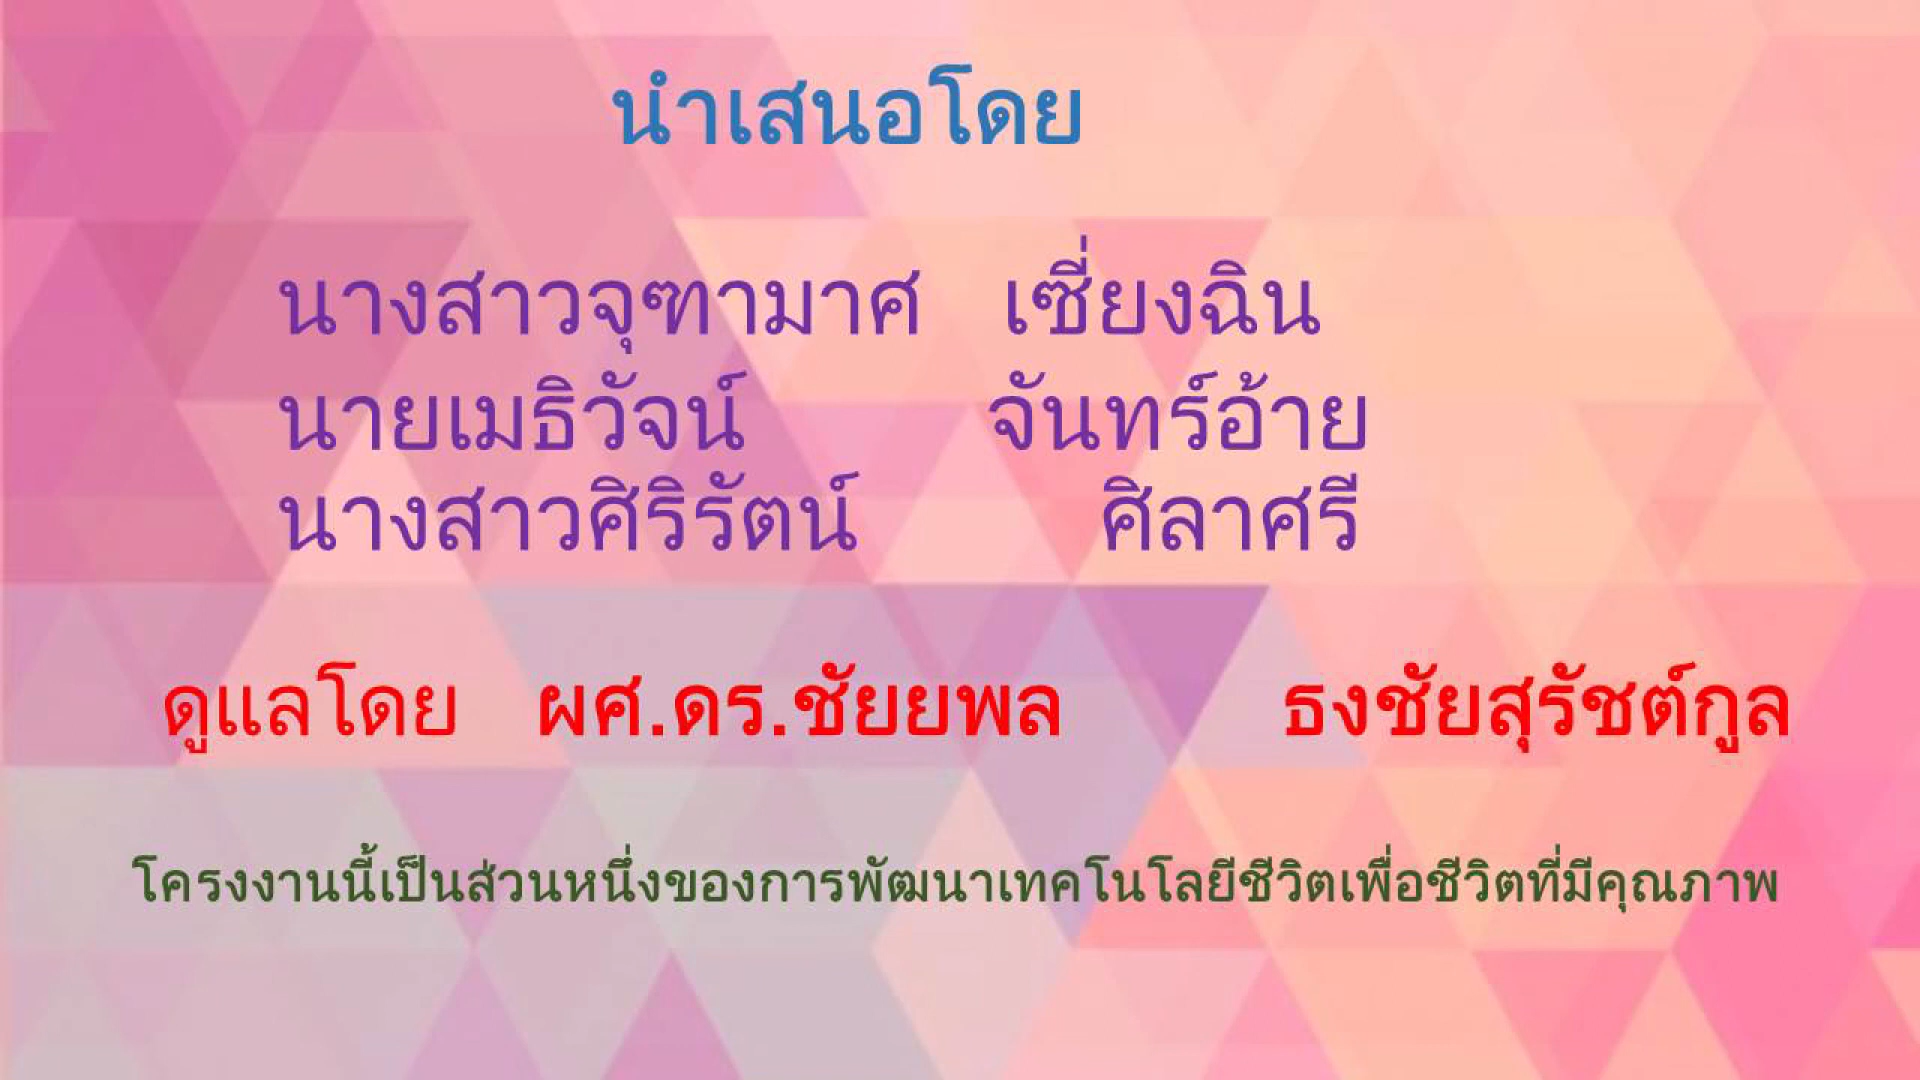 นำเสนอโดย
นางสาวจุฑามาศ เซี่ยงฉิน
นายเมธิวัจน์ จันทร์อ้าย
นางสาวศิริรัตน์ ศิลาศรี
ดูแลโดย ผศ.ดร.ชัยยพล ธงชัยสุรัชต์กูล
โครงงานนี้เป็นส่วนหนึ่งของการพัฒนาเทคโนโลยีชีวิตเพื่อชีวิตที่มีคุณภาพ